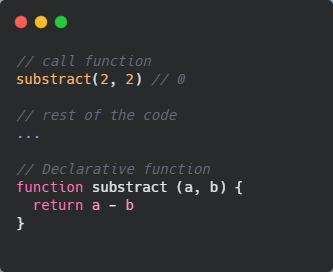 // call function
substract(2, 2) // 0
// rest of the code
...
// Declarative function
function substract (a, b) {
  return a - b
}